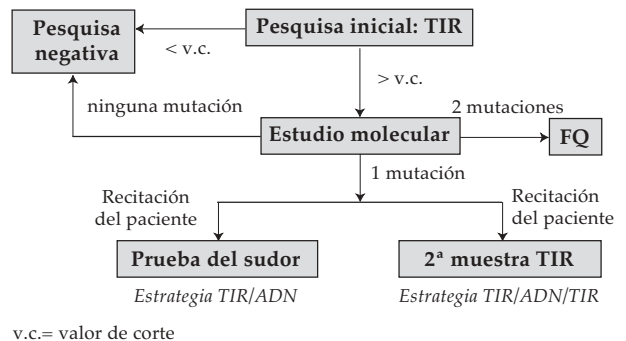 Pesquisa
negativa
Pesquisa inicial: TIR
< v.c.
> v.c.
ninguna mutación
2 mutaciones
Estudio molecular
FQ
1 mutación
Recitación
del paciente
Recitación
del paciente
Prueba del sudor
2ª muestra TIR
Estrategia TIR/ADN
Estrategia TIR/ADN/TIR
v.c.= valor de corte